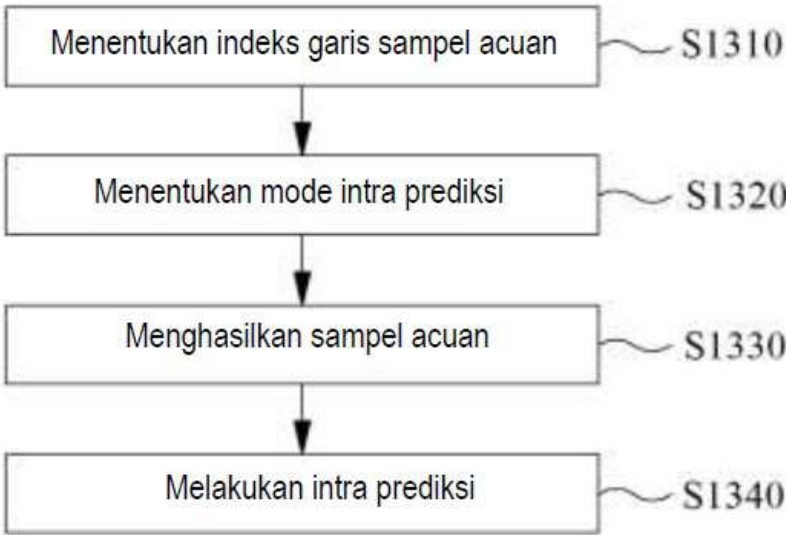 Menentukan indeks garis sampel acuan S1310
Menentukan mode intra prediksi S1320
Menghasilkan sampel acuan S1330
Melakukan intra prediksi S1340